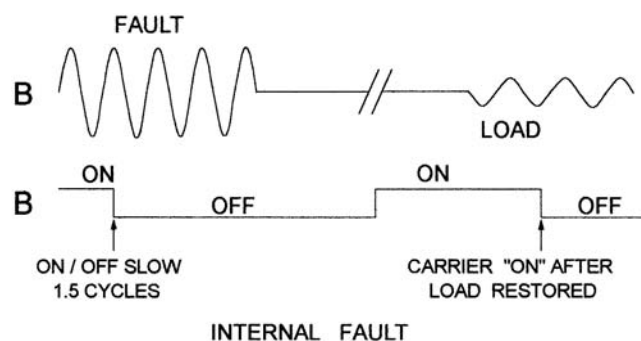 FAULT
B
LOAD
ON
ON
B
OFF
OFF
ON / OFF SLOW
1.5 CYCLES
CARRIER "ON" AFTER
LOAD RESTORED
INTERNAL FAULT